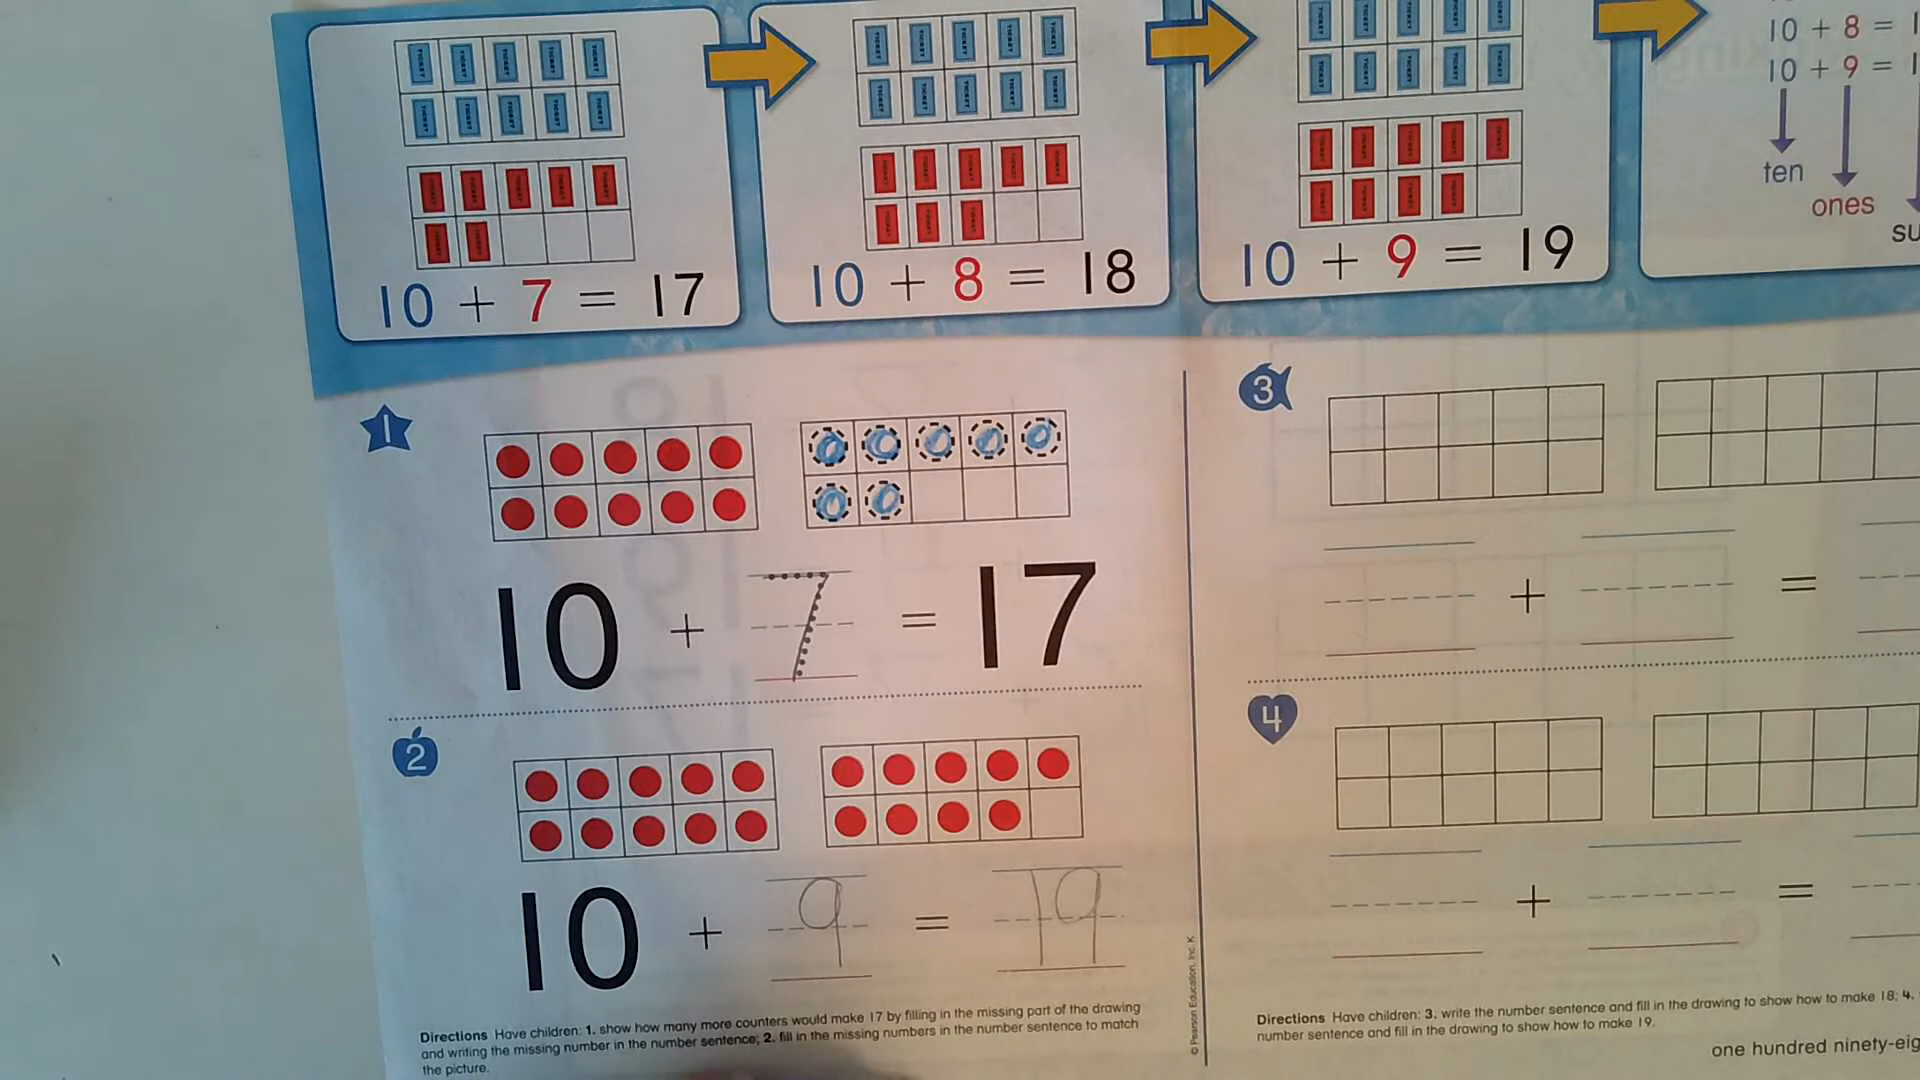 10 + 7 = 17
10 + 8 = 18
10 + 9 = 19
10 + 8 =
10 + 9 =
ten
ones
1
10 + 7 = 17
2
10 + 9 = 19
Directions Have children: 1. show how many more counters would make 17 by filling in the missing part of the drawing
and writing the missing number in the number sentence; 2. fill in the missing numbers in the number sentence to match
the picture.
© Pearson Education, Inc. K
3
+ =
4
+ =
Directions Have children: 3. write the number sentence and fill in the drawing to show how to make 18; 4.
number sentence and fill in the drawing to show how to make 19.
one hundred